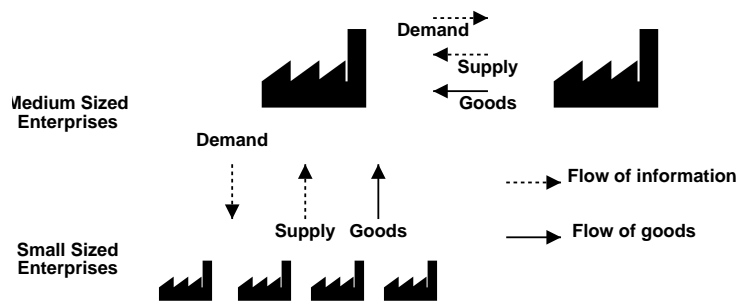 Demand
Supply
Goods
Medium Sized
Enterprises
Demand
Flow of information
Supply Goods
Flow of goods
Small Sized
Enterprises